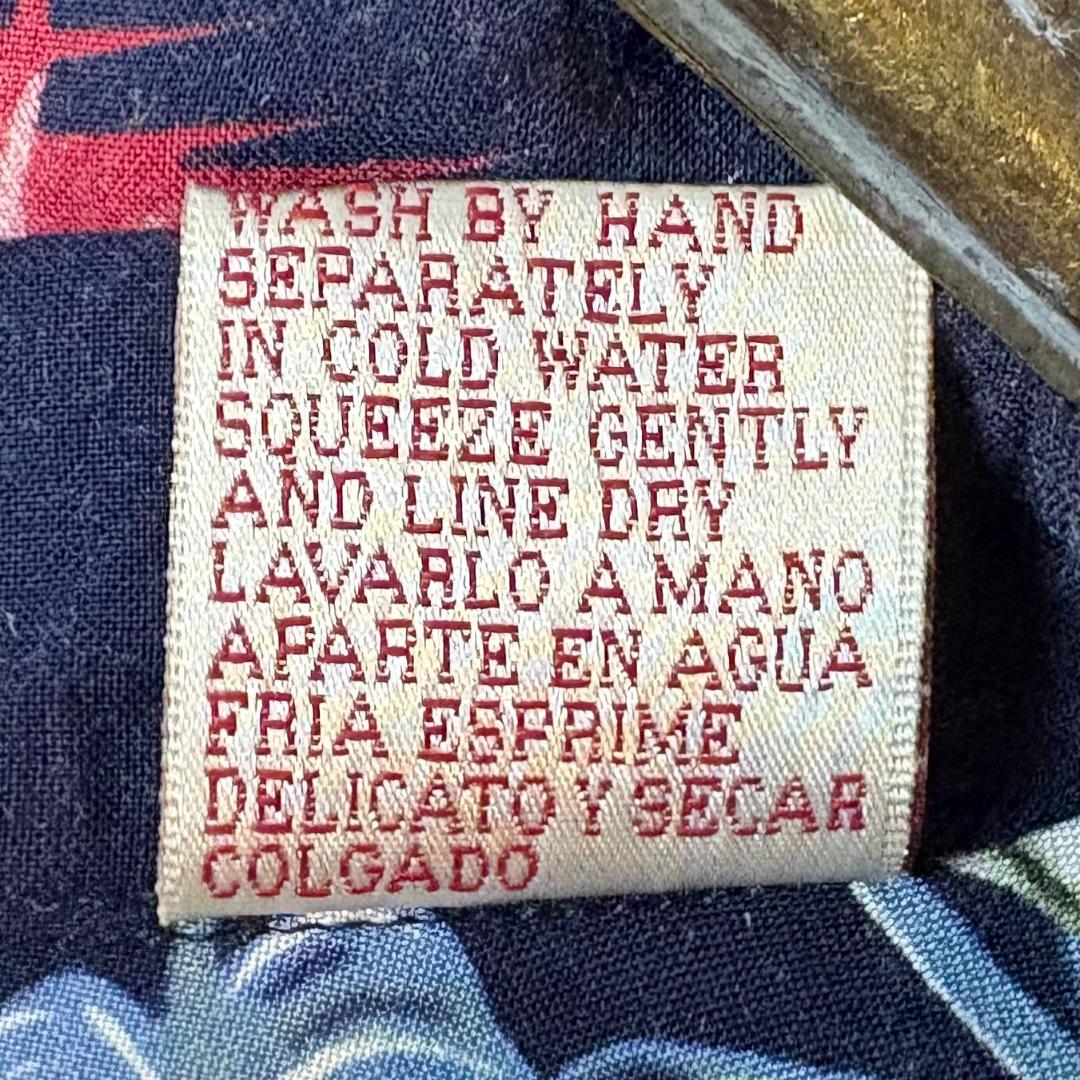 WASH BY HAND
SEPARATELY
IN COLD WATER
SQUEEZE GENTLY
AND LINE DRY
LAVARLO A MANO
APARTE EN AGUA
FRIA ESPRIME
DELICATO Y SECAR
COLGADO